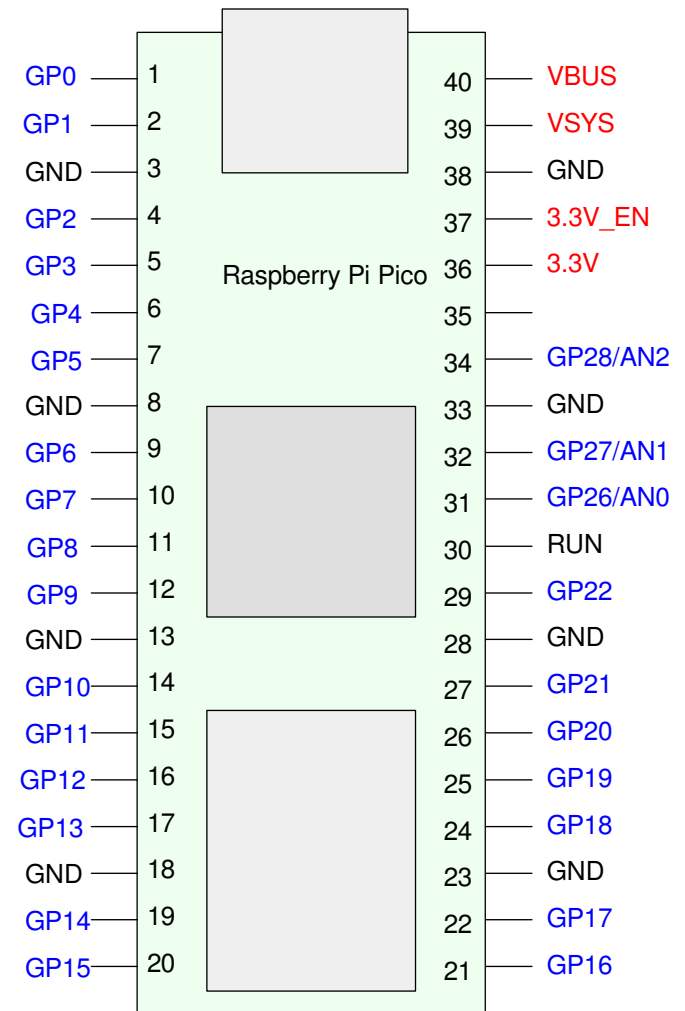 GP0 1 40 VBUS
GP1 2 39 VSYS
GND 3 38 GND
GP2 4 37 3.3V_EN
GP3 5 Raspberry Pi Pico 36 3.3V
GP4 6 35
GP5 7 34 GP28/AN2
GND 8 33 GND
GP6 9 32 GP27/AN1
GP7 10 31 GP26/AN0
GP8 11 30 RUN
GP9 12 29 GP22
GND 13 28 GND
GP10 14 27 GP21
GP11 15 26 GP20
GP12 16 25 GP19
GP13 17 24 GP18
GND 18 23 GND
GP14 19 22 GP17
GP15 20 21 GP16